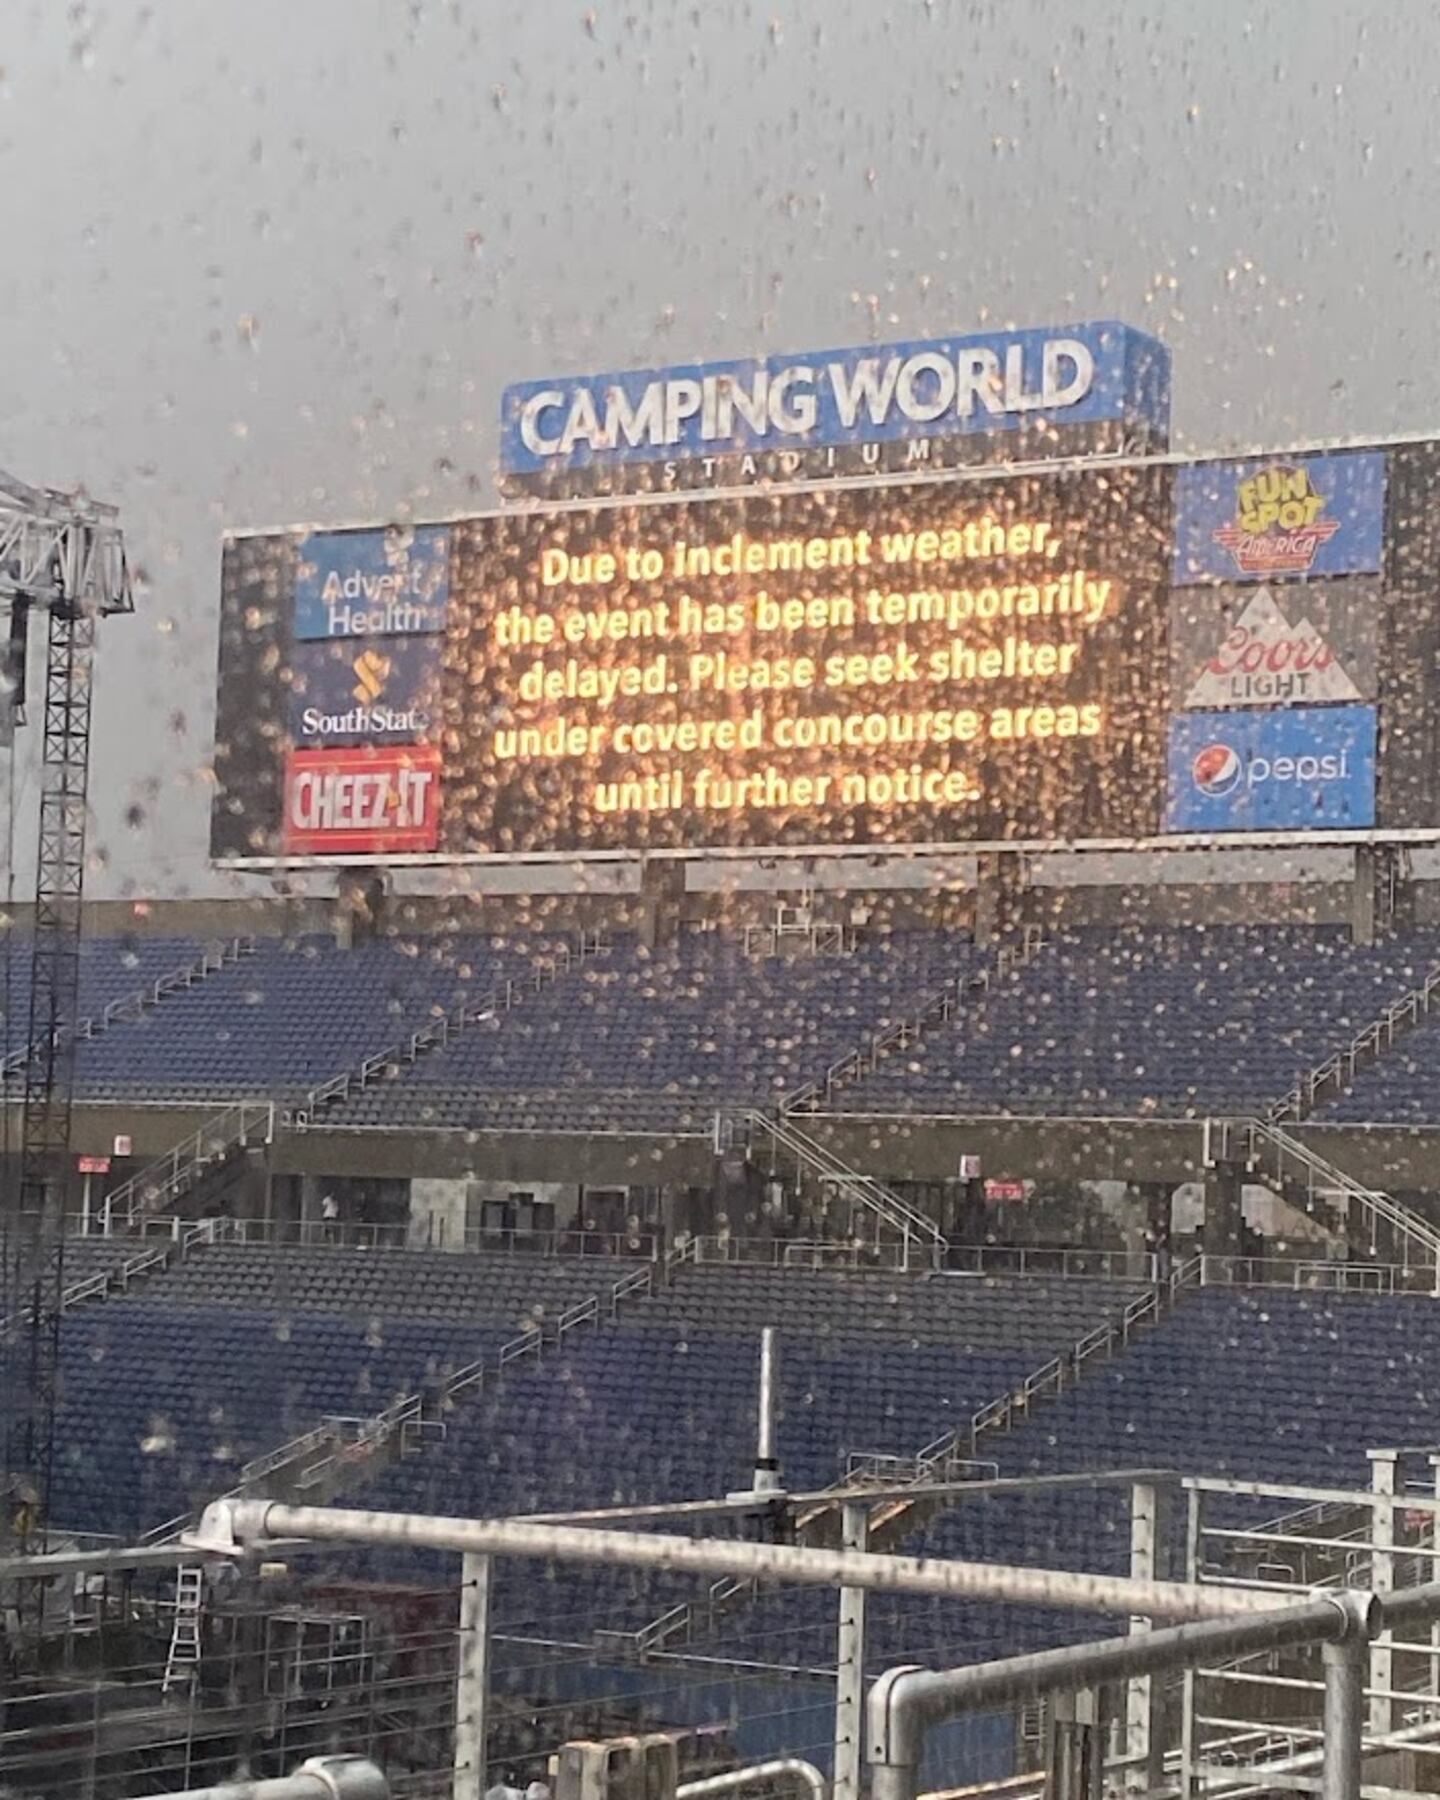 CAMPING WORLD
STADIUM
Advent
Health
SouthState
CHEEZ-IT
Due to inclement weather,
the event has been temporarily
delayed. Please seek shelter
under covered concourse areas
until further notice.
FUN
SPOT
AMERICA
Coors
LIGHT
pepsi